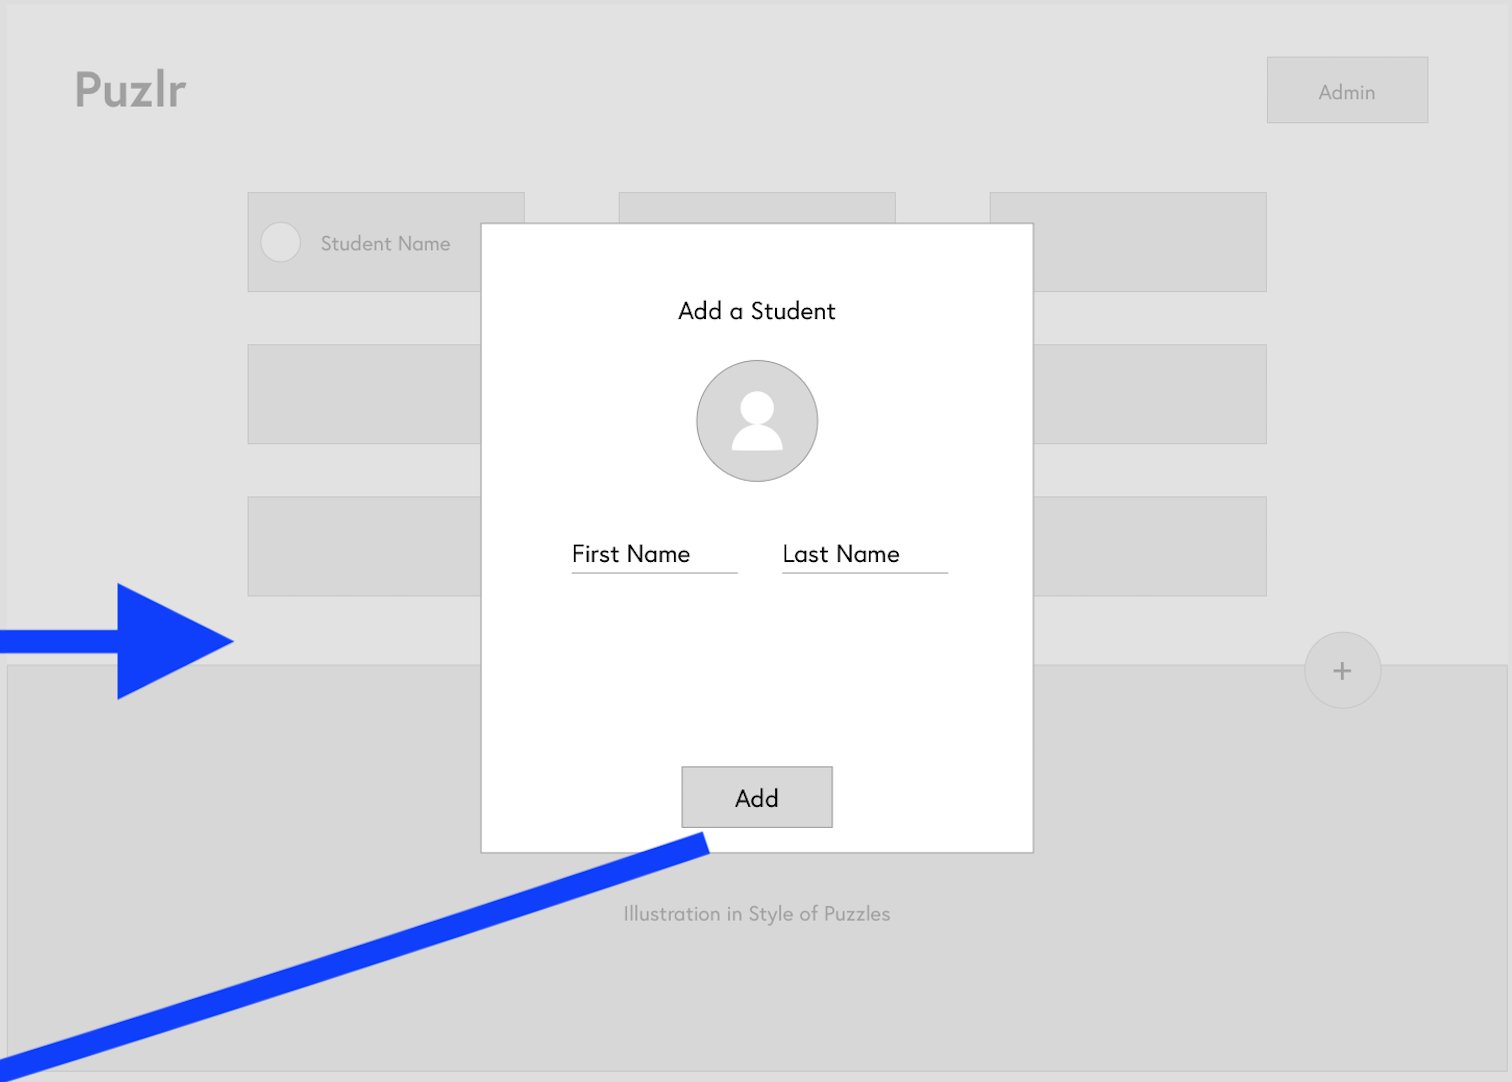 Puzlr
Admin
Student Name
Add a Student
First Name
Last Name
+
Add
Illustration in Style of Puzzles